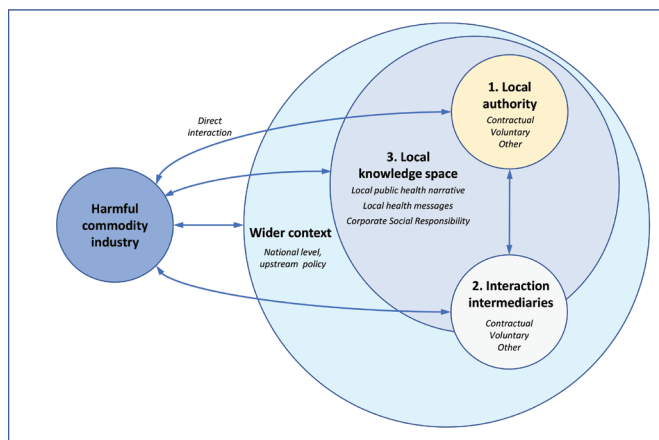 1. Local
authority
Contractual
Voluntary
Other
Direct
interaction
3. Local
knowledge space
Local public health narrative
Local health messages
Corporate Social Responsibility
Harmful
commodity
industry
Wider context
National level,
upstream policy
2. Interaction
intermediaries
Contractual
Voluntary
Other